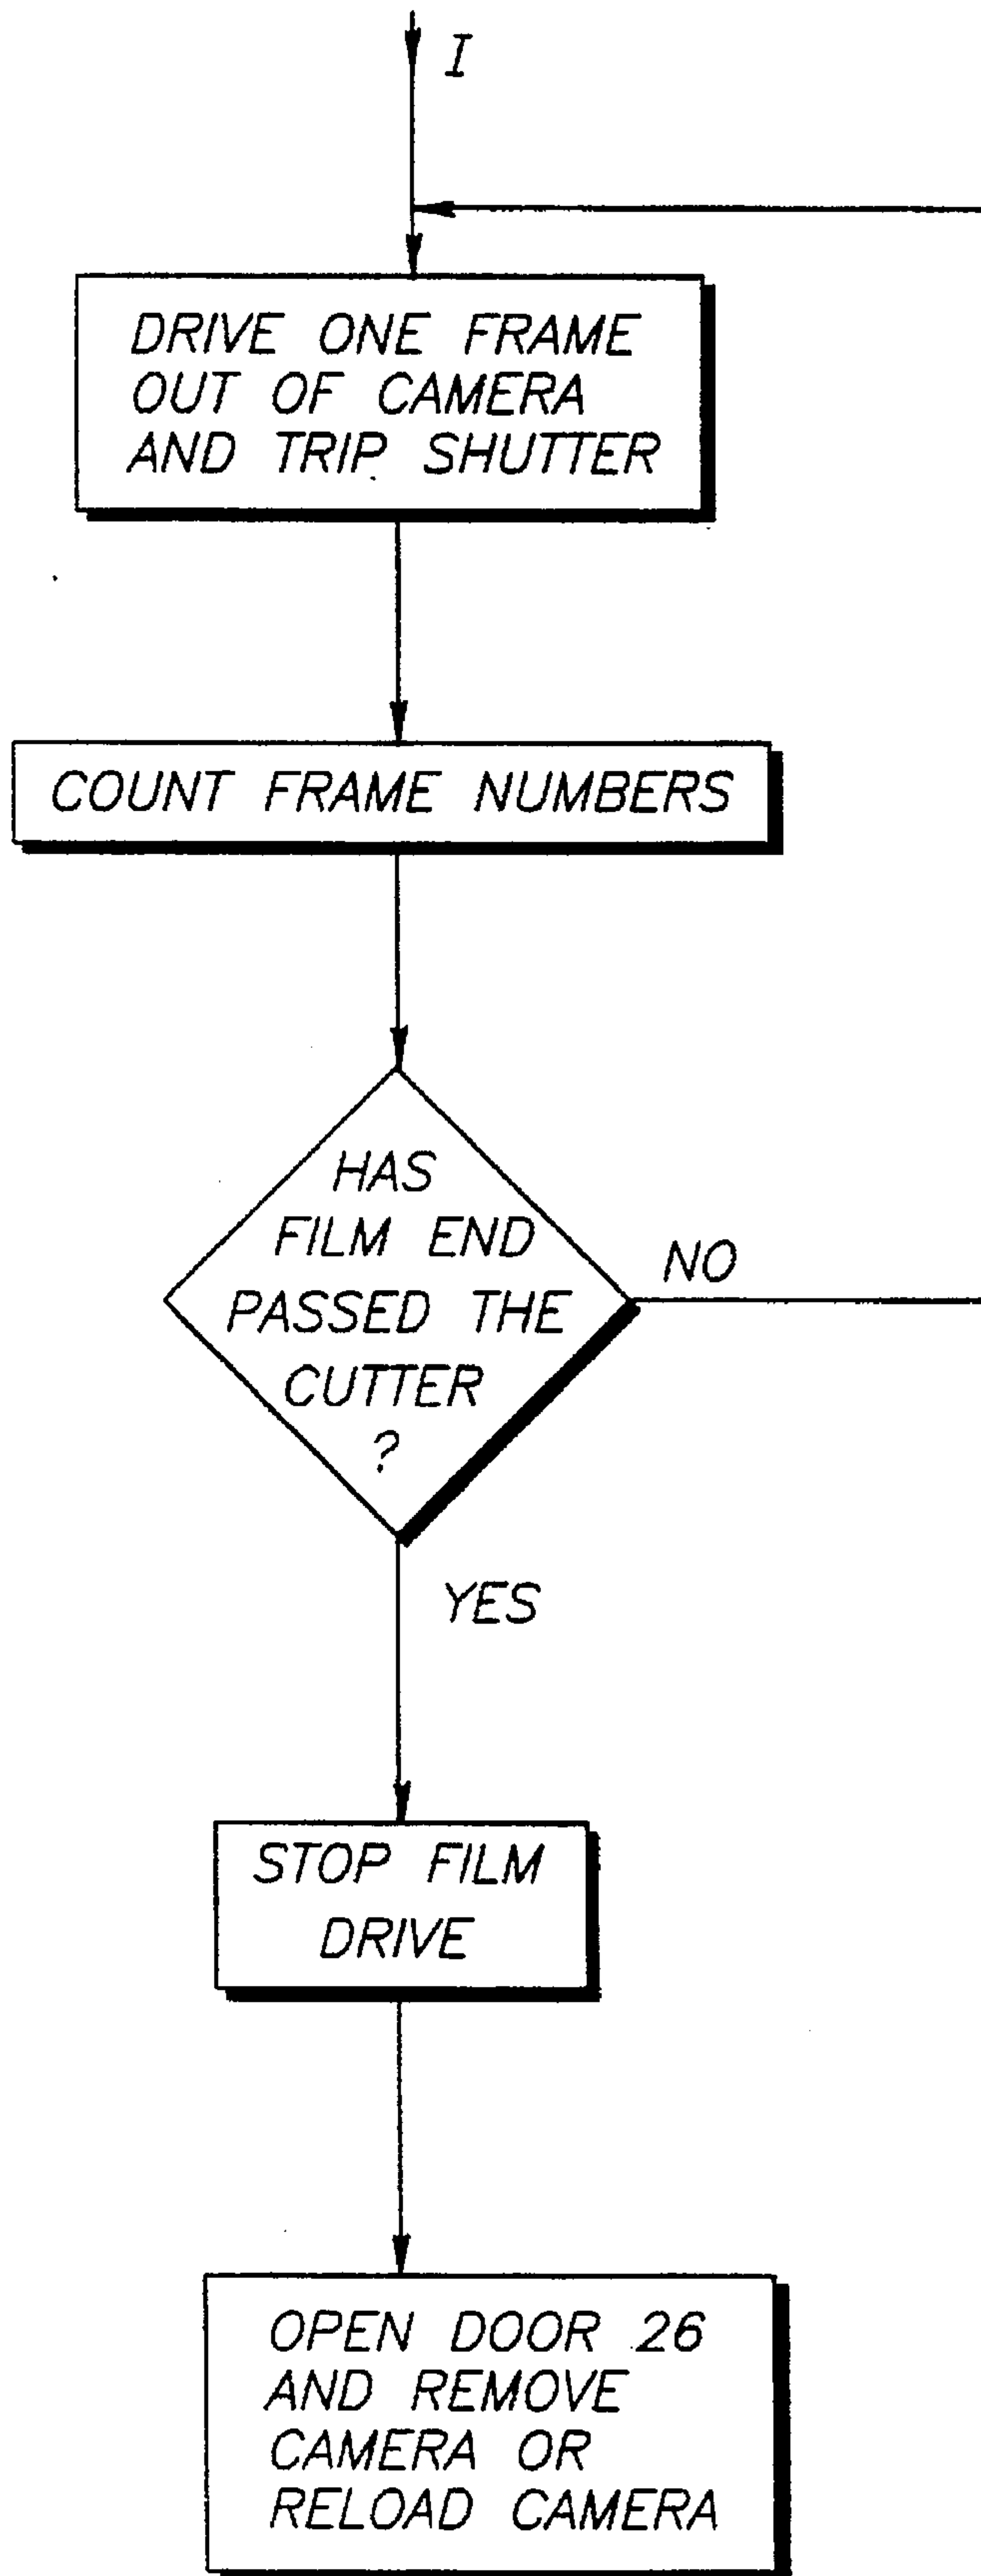 I
DRIVE ONE FRAME
OUT OF CAMERA
AND TRIP SHUTTER
COUNT FRAME NUMBERS
HAS
FILM END
PASSED THE
CUTTER
?
NO
YES
STOP FILM
DRIVE
OPEN DOOR 26
AND REMOVE
CAMERA OR
RELOAD CAMERA